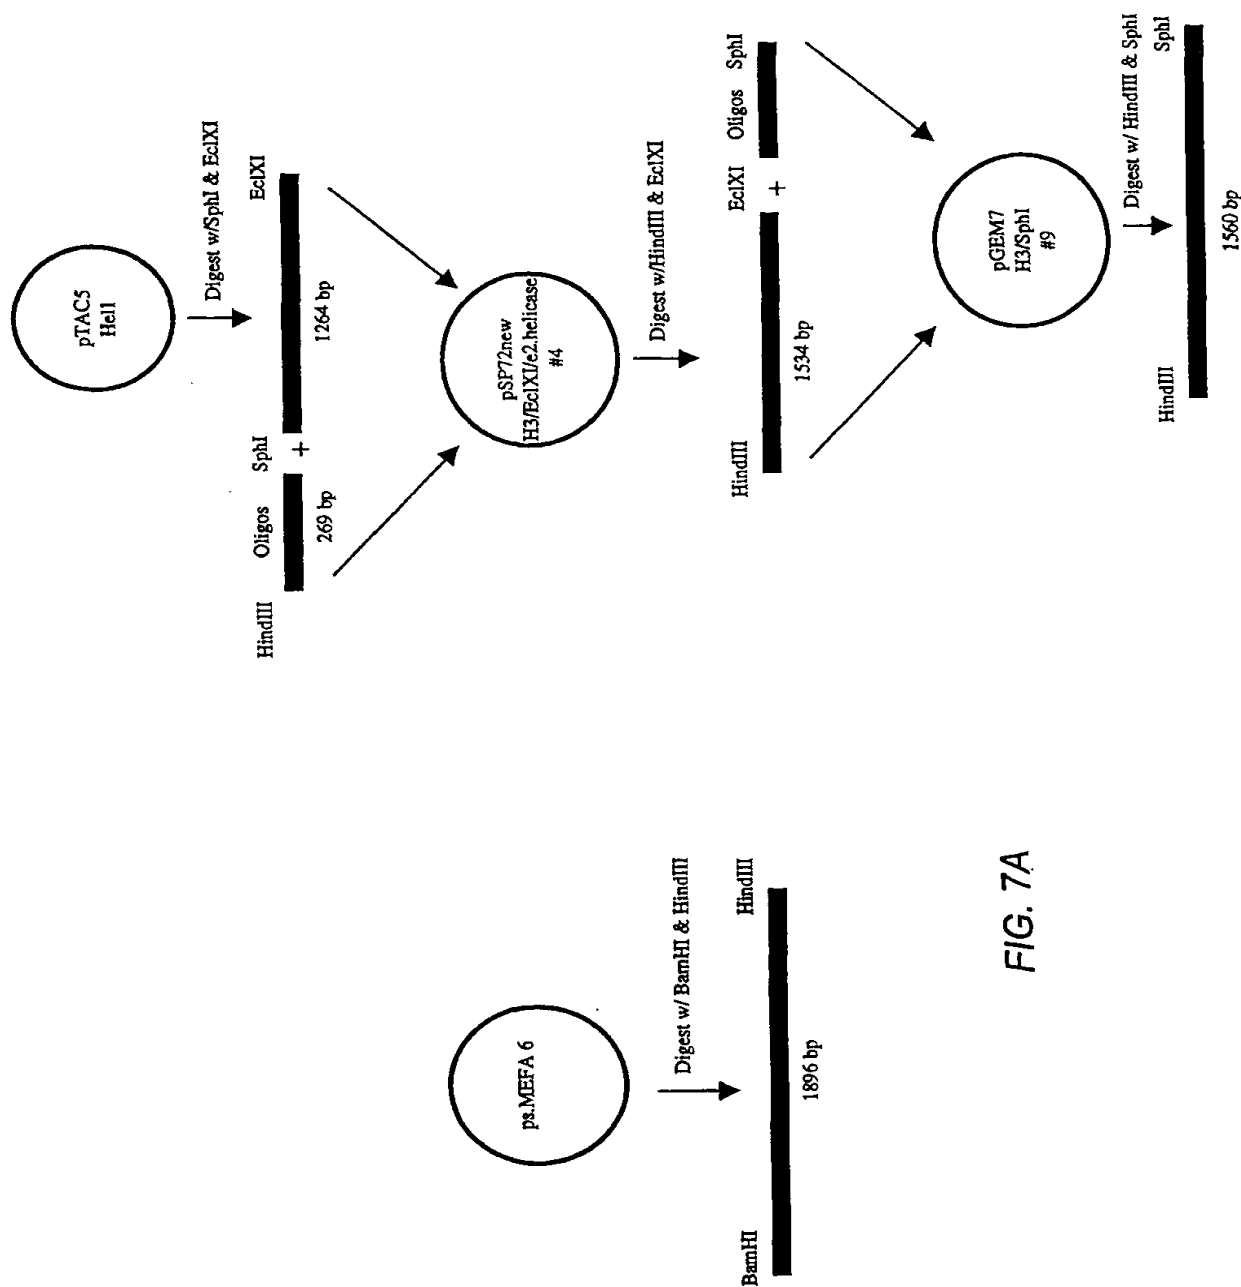 pTAC5
Hel1
Digest w/SphI & EclXI
HindIII Oligos SphI EclXI
+
269 bp 1264 bp
pSP72new
H3/EclXI/e2.helicase
#4
Digest w/HindIII & EclXI
HindIII EclXI Oligos SphI
+
1534 bp
pGEM7
H3/SphI
#9
Digest w/ HindIII & SphI
HindIII SphI
1560 bp
ps.MEFA 6
Digest w/ BamHI & HindIII
BamHI HindIII
1896 bp
FIG. 7A